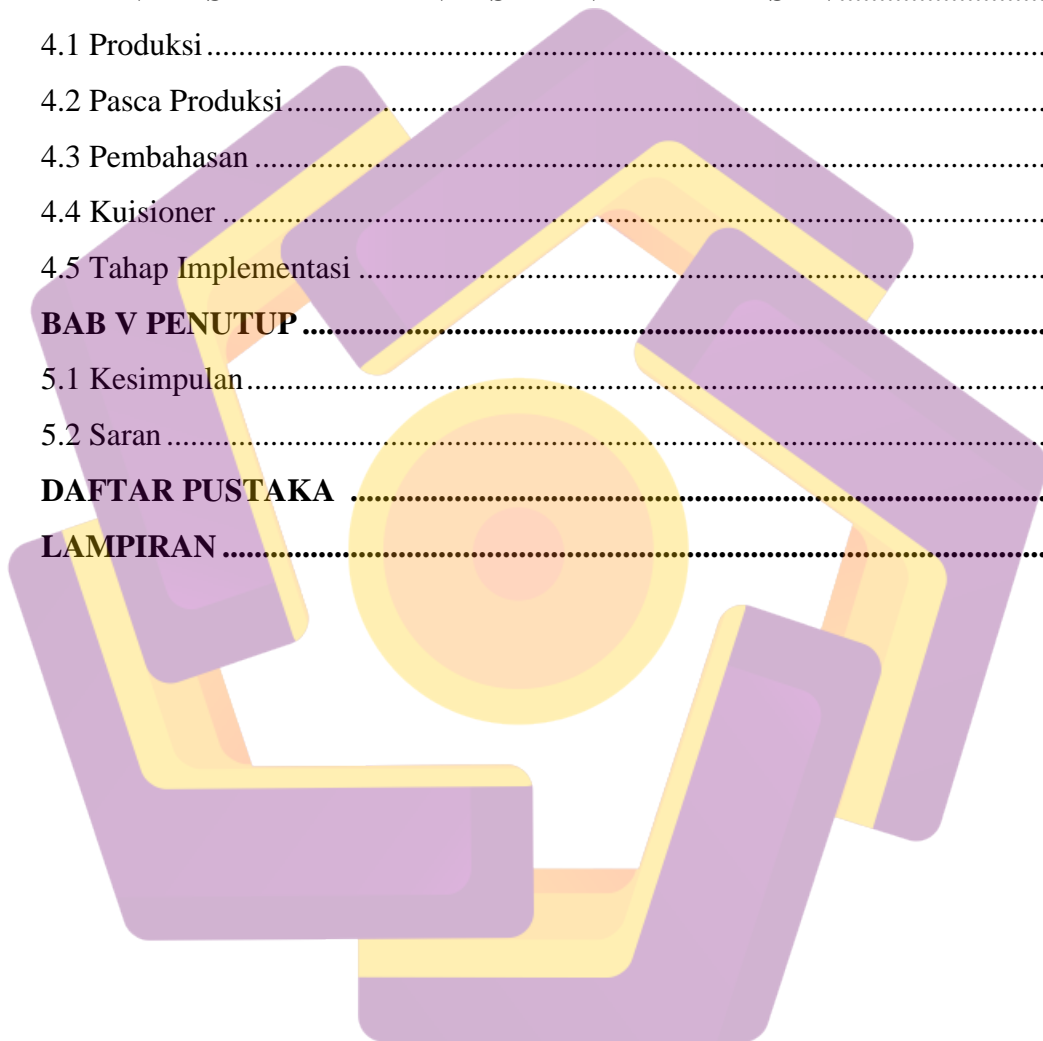 4.1 Produksi
4.2 Pasca Produksi
4.3 Pembahasan
4.4 Kuisioner
4.5 Tahap Implementasi
BAB V PENUTUP
5.1 Kesimpulan
5.2 Saran
DAFTAR PUSTAKA
LAMPIRAN